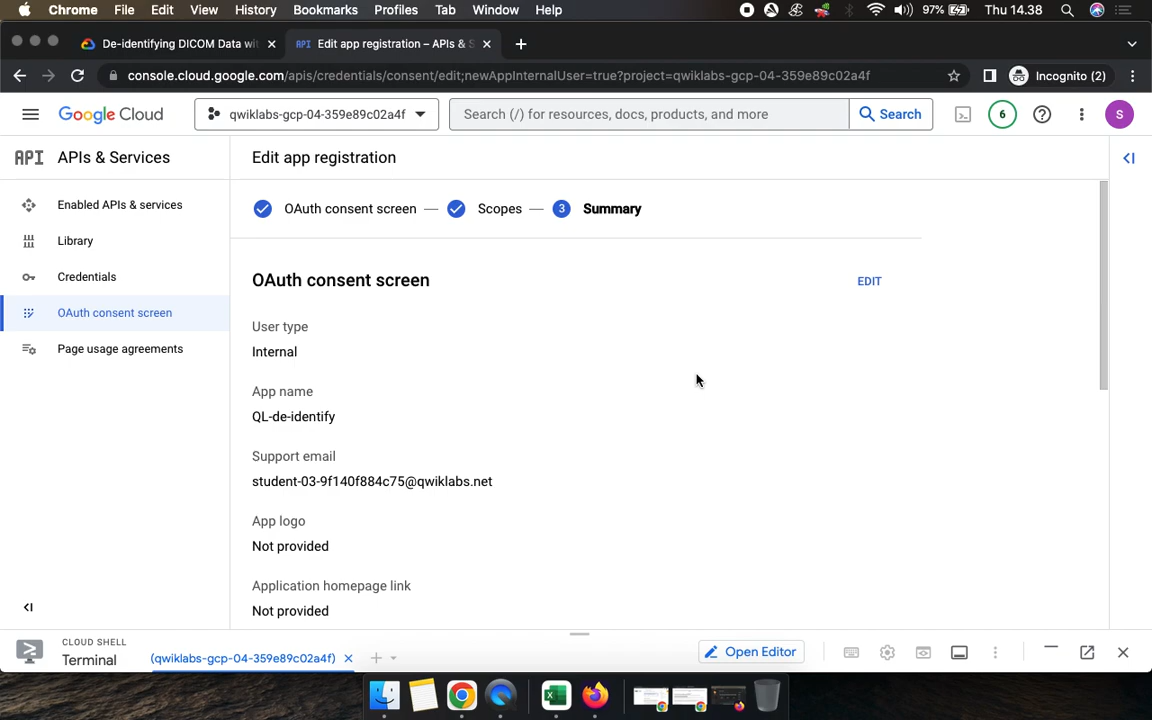 Chrome File Edit View History Bookmarks Profiles Tab Window Help 97% Thu 14.38
De-identifying DICOM Data wit
API Edit app registration – APIs & S
console.cloud.google.com/apis/credentials/consent/edit;newAppInternalUser=true?project=qwiklabs-gcp-04-359e89c02a4f Incognito (2)
Google Cloud qwiklabs-gcp-04-359e89c02a4f Search (/) for resources, docs, products, and more Search 6 S
API APIs & Services
Edit app registration
Enabled APIs & services
Library
Credentials
OAuth consent screen
Page usage agreements
OAuth consent screen — Scopes — 3 Summary
OAuth consent screen EDIT
User type
Internal
App name
QL-de-identify
Support email
student-03-9f140f884c75@qwiklabs.net
App logo
Not provided
Application homepage link
Not provided
CLOUD SHELL
Terminal (qwiklabs-gcp-04-359e89c02a4f) Open Editor